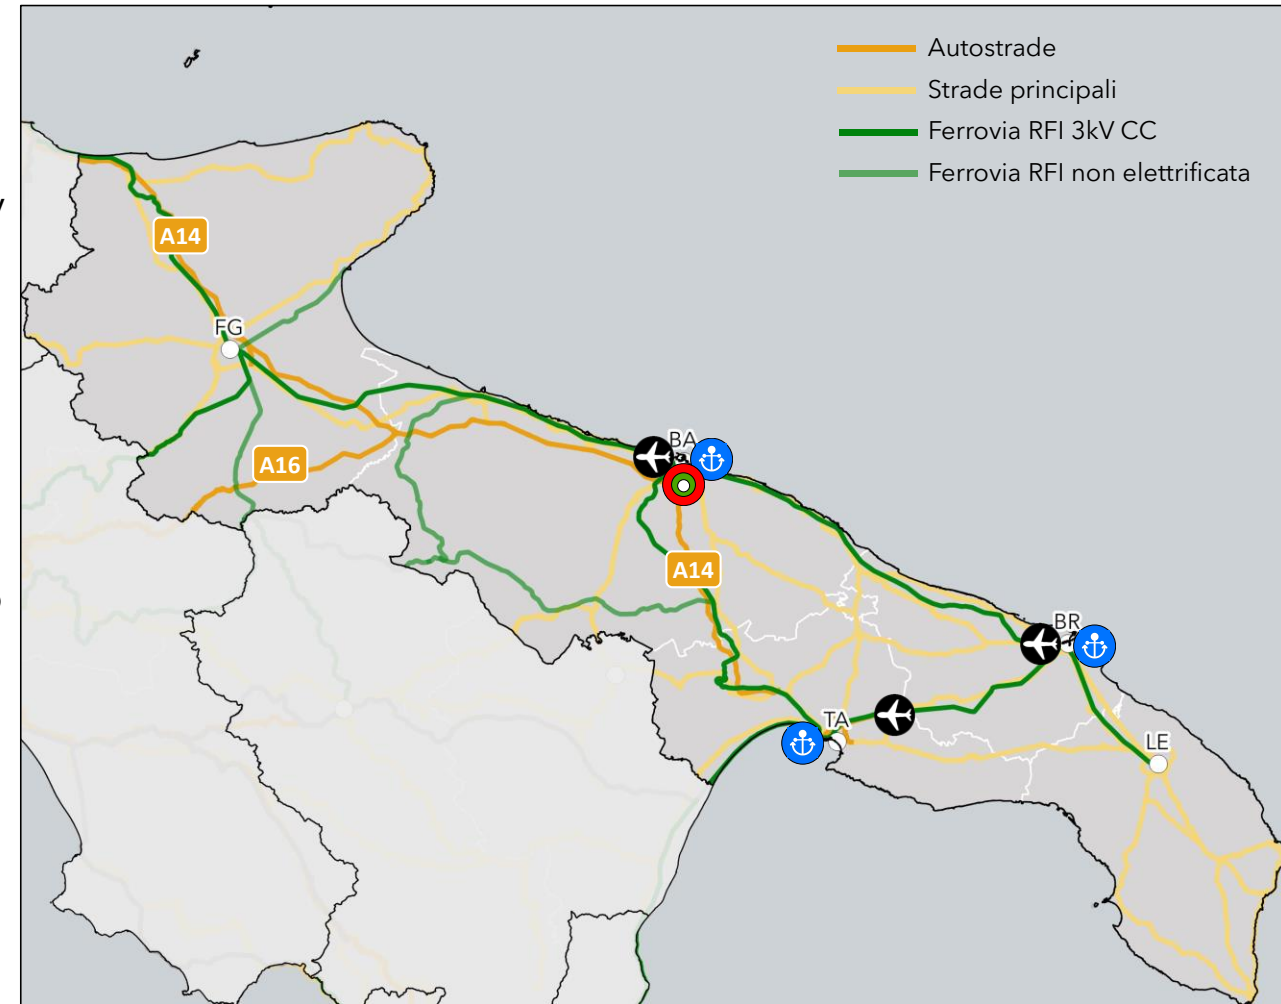 Autostrade
Strade principali
Ferrovia RFI 3kV CC
Ferrovia RFI non elettrificata
A14
FG
A16
BA
A14
BR
TA
LE